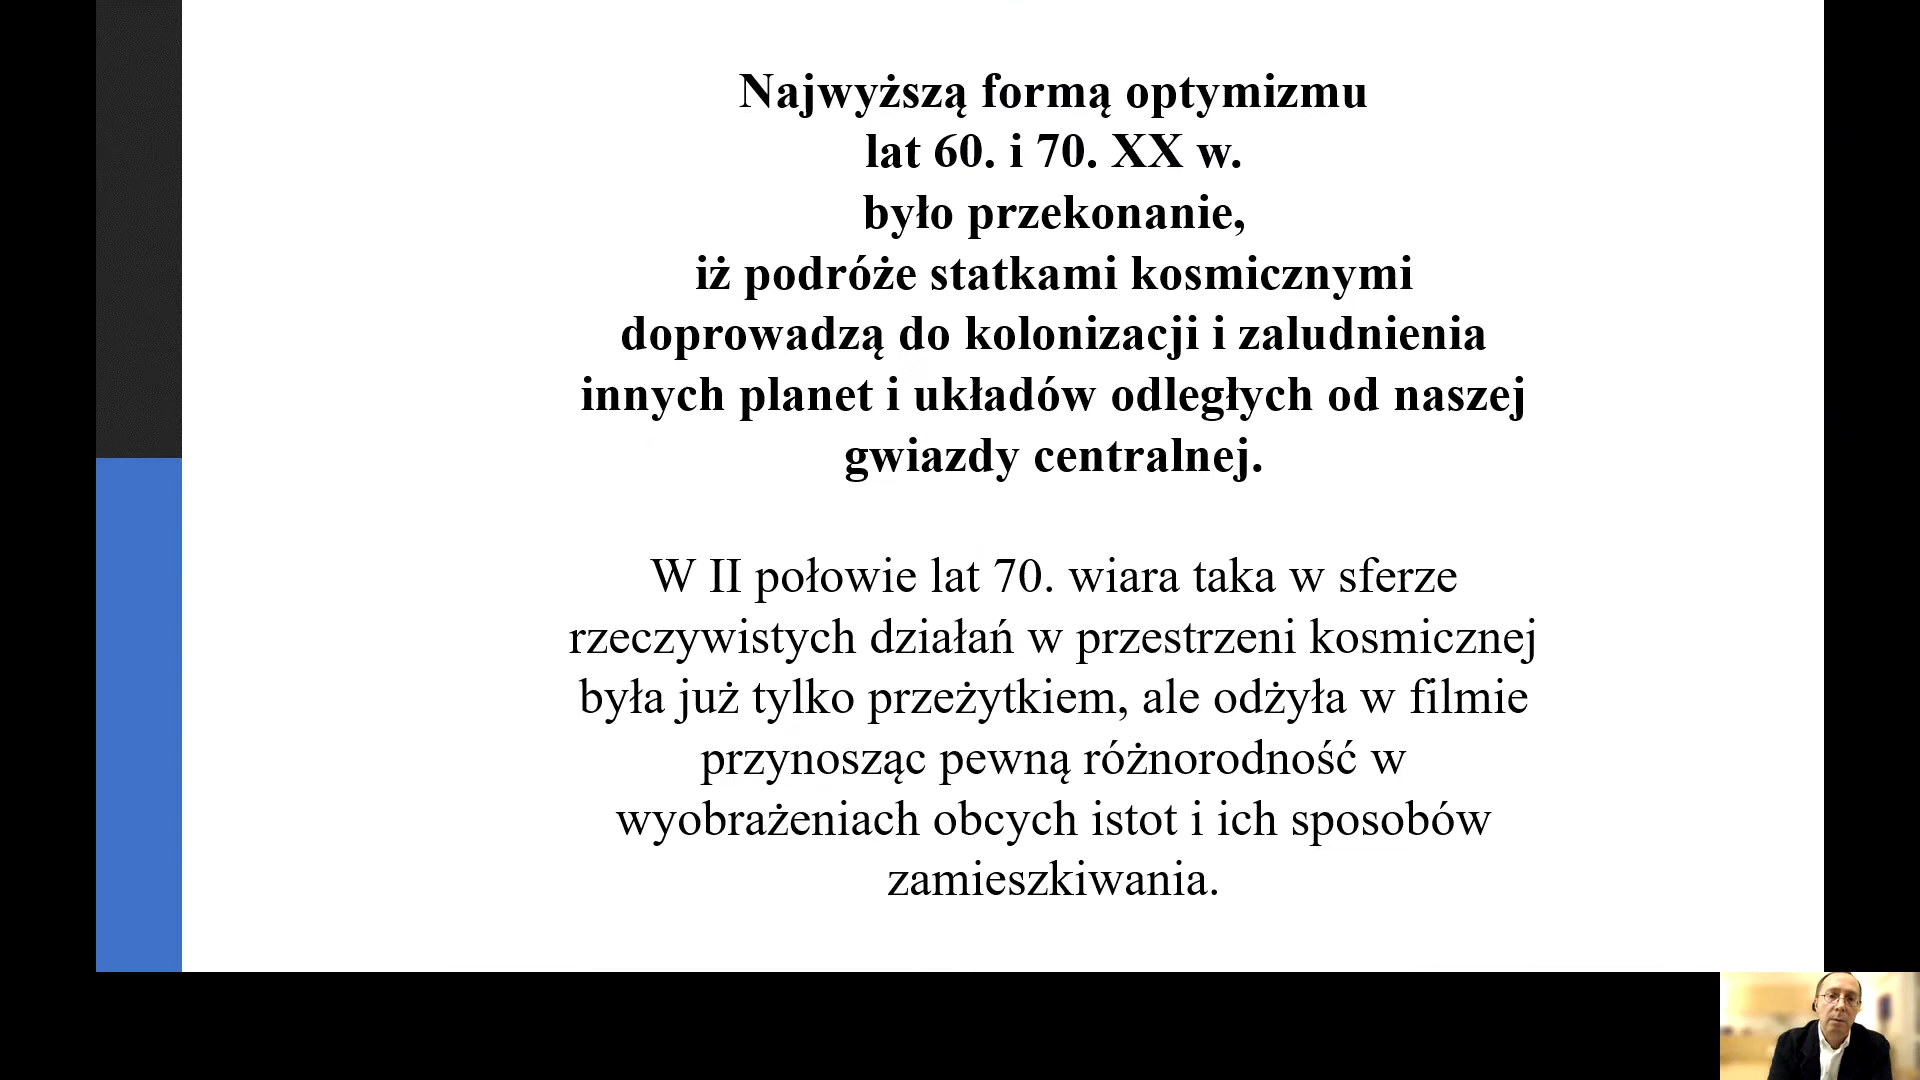 Najwyższą formą optymizmu
lat 60. i 70. XX w.
było przekonanie,
iż podróże statkami kosmicznymi
doprowadzą do kolonizacji i zaludnienia
innych planet i układów odległych od naszej
gwiazdy centralnej.
W II połowie lat 70. wiara taka w sferze
rzeczywistych działań w przestrzeni kosmicznej
była już tylko przeżytkiem, ale odżyła w filmie
przynosząc pewną różnorodność w
wyobrażeniach obcych istot i ich sposobów
zamieszkiwania.